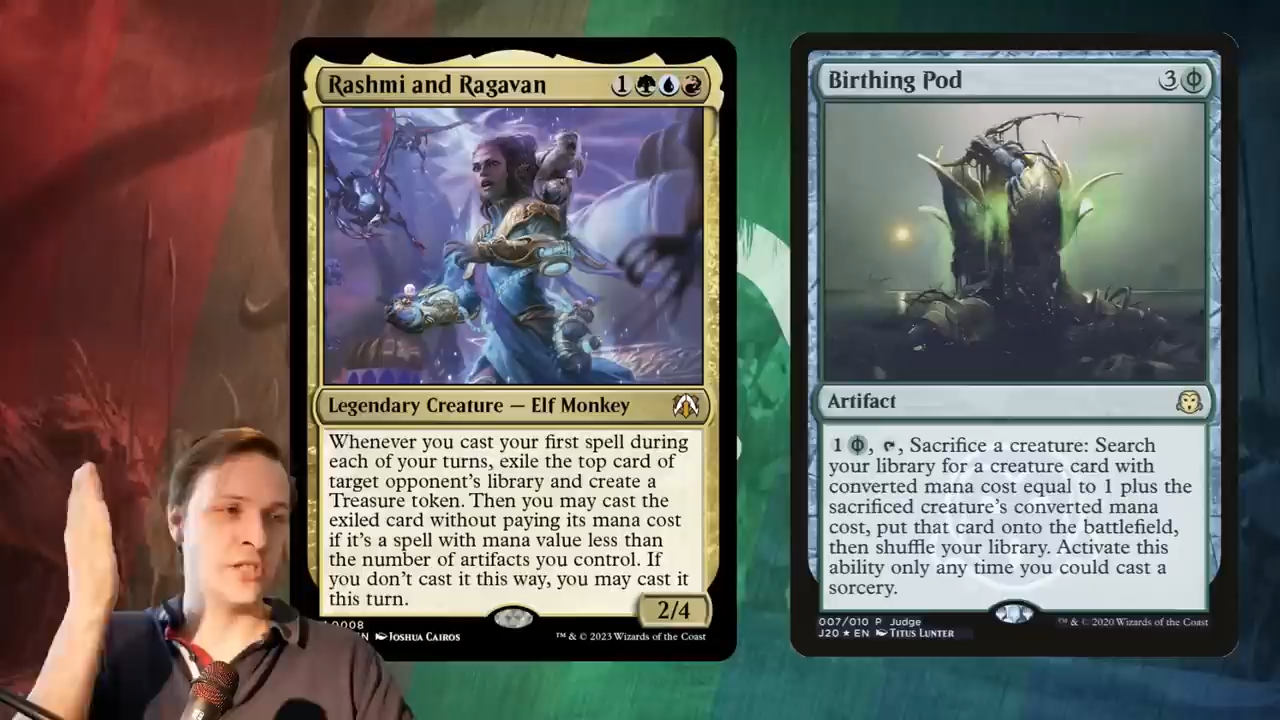 Rashmi and Ragavan
1
Legendary Creature — Elf Monkey
Whenever you cast your first spell during
each of your turns, exile the top card of
target opponent's library and create a
Treasure token. Then you may cast the
exiled card without paying its mana cost
if it's a spell with mana value less than
the number of artifacts you control. If
you don't cast it this way, you may cast it
this turn.
2/4
0008
Joshua Cairos
™ & © 2023 Wizards of the Coast
Birthing Pod
3
Artifact
1 , , Sacrifice a creature: Search
your library for a creature card with
converted mana cost equal to 1 plus the
sacrificed creature's converted mana
cost, put that card onto the battlefield,
then shuffle your library. Activate this
ability only any time you could cast a
sorcery.
007/010 P Judge
J20 ★ EN Titus Lunter
™ & © 2020 Wizards of the Coast